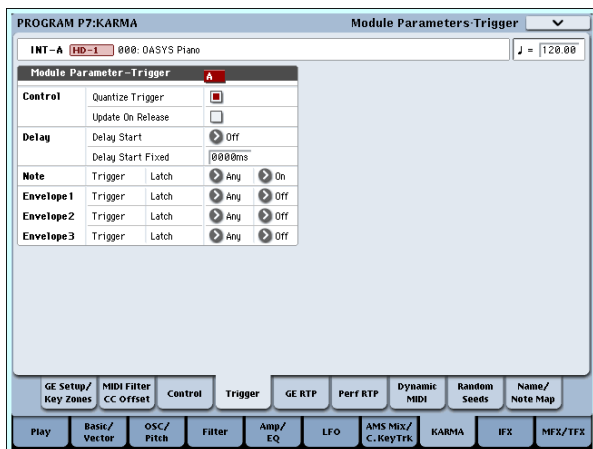 PROGRAM P7:KARMA Module Parameters-Trigger
INT-A HD-1 000: OASYS Piano ♩ = 120.00
Module Parameter-Trigger A
Control Quantize Trigger
Update On Release
Delay Delay Start Off
Delay Start Fixed 0000ms
Note Trigger Latch Any On
Envelope1 Trigger Latch Any Off
Envelope2 Trigger Latch Any Off
Envelope3 Trigger Latch Any Off
GE Setup/ MIDI Filter Control Trigger GE RTP Perf RTP Dynamic Random Name/
Key Zones CC Offset MIDI Seeds Note Map
Play Basic/ OSC/ Filter Amp/ LFO AMS Mix/ KARMA IFX MFX/TFX
Vector Pitch EQ C.KeyTrk